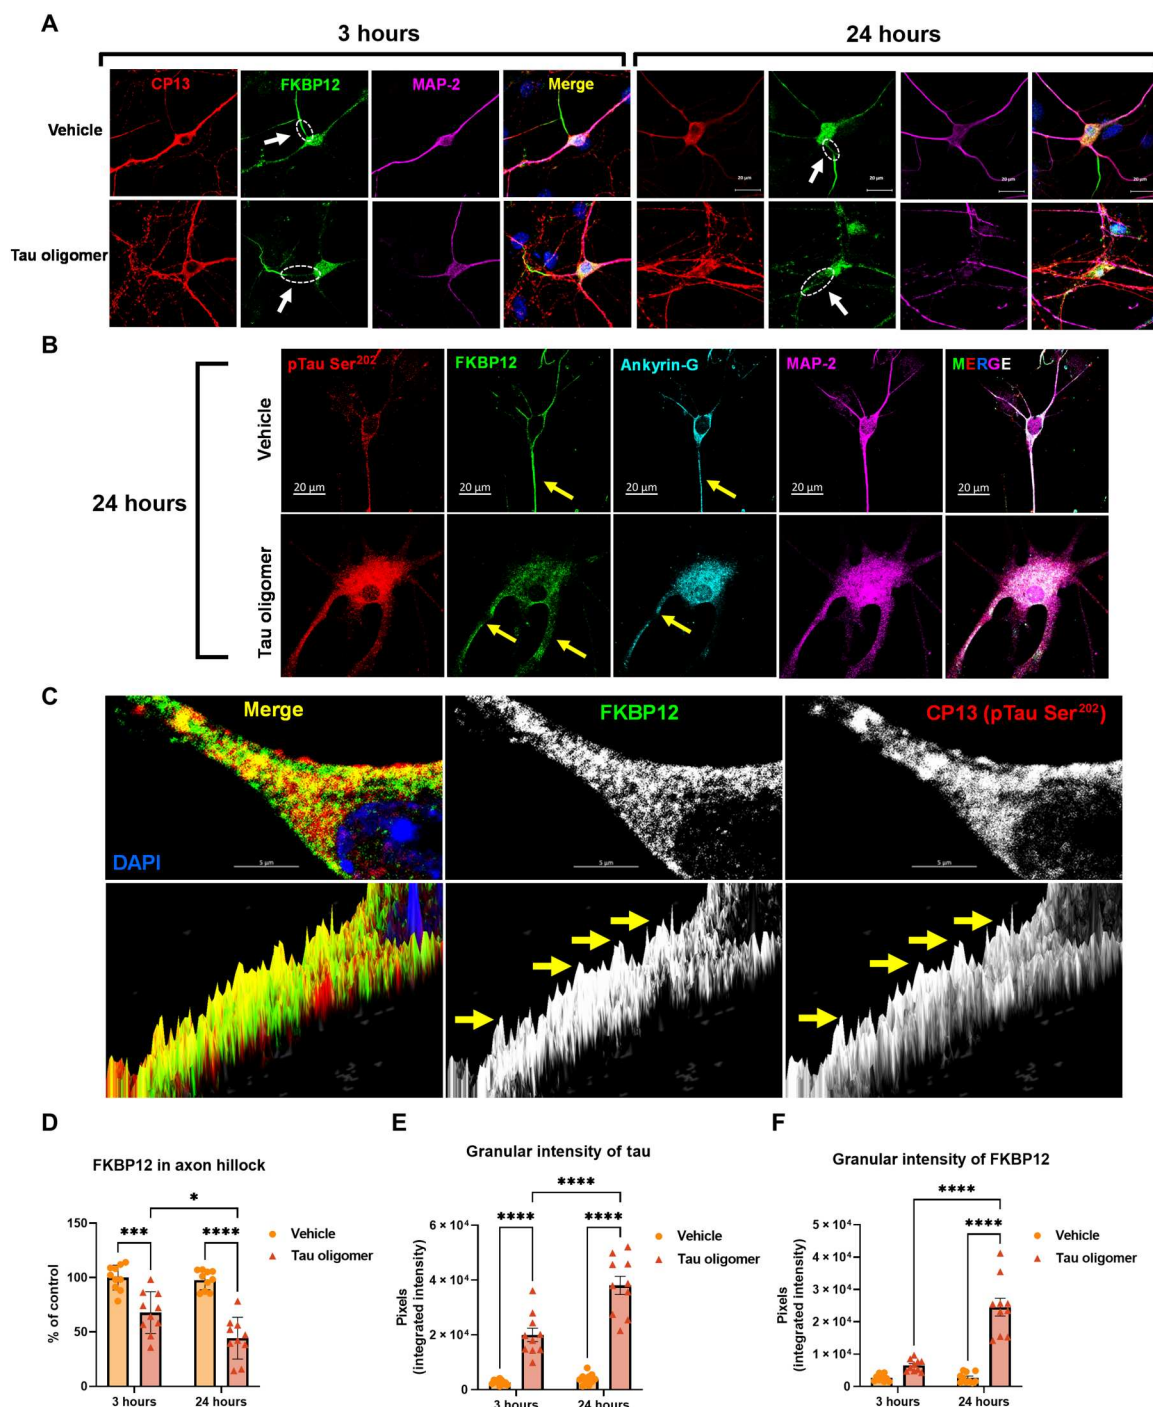 A
3 hours
24 hours
CP13
FKBP12
MAP-2
Merge
Vehicle
20 µm
20 µm
20 µm
20 µm
Tau oligomer
B
24 hours
Vehicle
Tau oligomer
pTau Ser²⁰²
FKBP12
Ankyrin-G
MAP-2
MERGE
20 µm
20 µm
20 µm
20 µm
20 µm
C
Merge
FKBP12
CP13 (pTau Ser²⁰²)
DAPI
5 µm
5 µm
5 µm
D
FKBP12 in axon hillock
*
***
****
150
100
50
0
% of control
3 hours
24 hours
Vehicle
Tau oligomer
E
Granular intensity of tau
****
****
****
6 × 10⁴
4 × 10⁴
2 × 10⁴
0
Pixels
(integrated intensity)
3 hours
24 hours
Vehicle
Tau oligomer
F
Granular intensity of FKBP12
****
****
5 × 10⁴
4 × 10⁴
3 × 10⁴
2 × 10⁴
1 × 10⁴
0
Pixels
(integrated intensity)
3 hours
24 hours
Vehicle
Tau oligomer